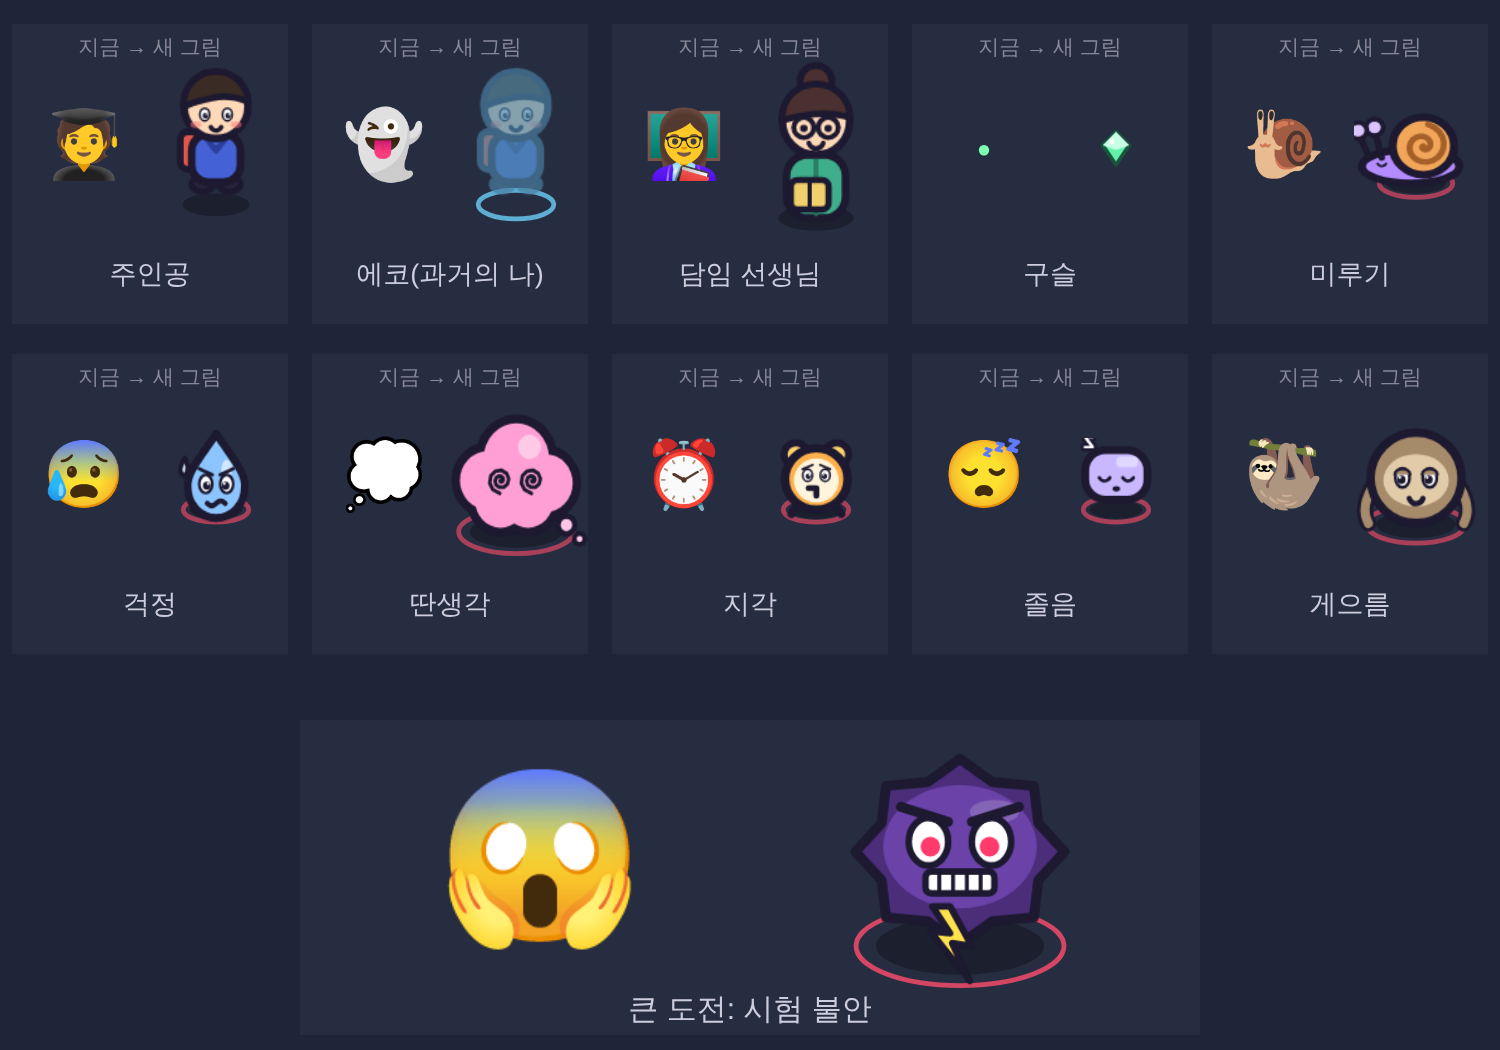 지금 → 새 그림
지금 → 새 그림
지금 → 새 그림
지금 → 새 그림
지금 → 새 그림
주인공
에코(과거의 나)
담임 선생님
구슬
미루기
지금 → 새 그림
지금 → 새 그림
지금 → 새 그림
지금 → 새 그림
지금 → 새 그림
걱정
딴생각
지각
졸음
게으름
큰 도전: 시험 불안